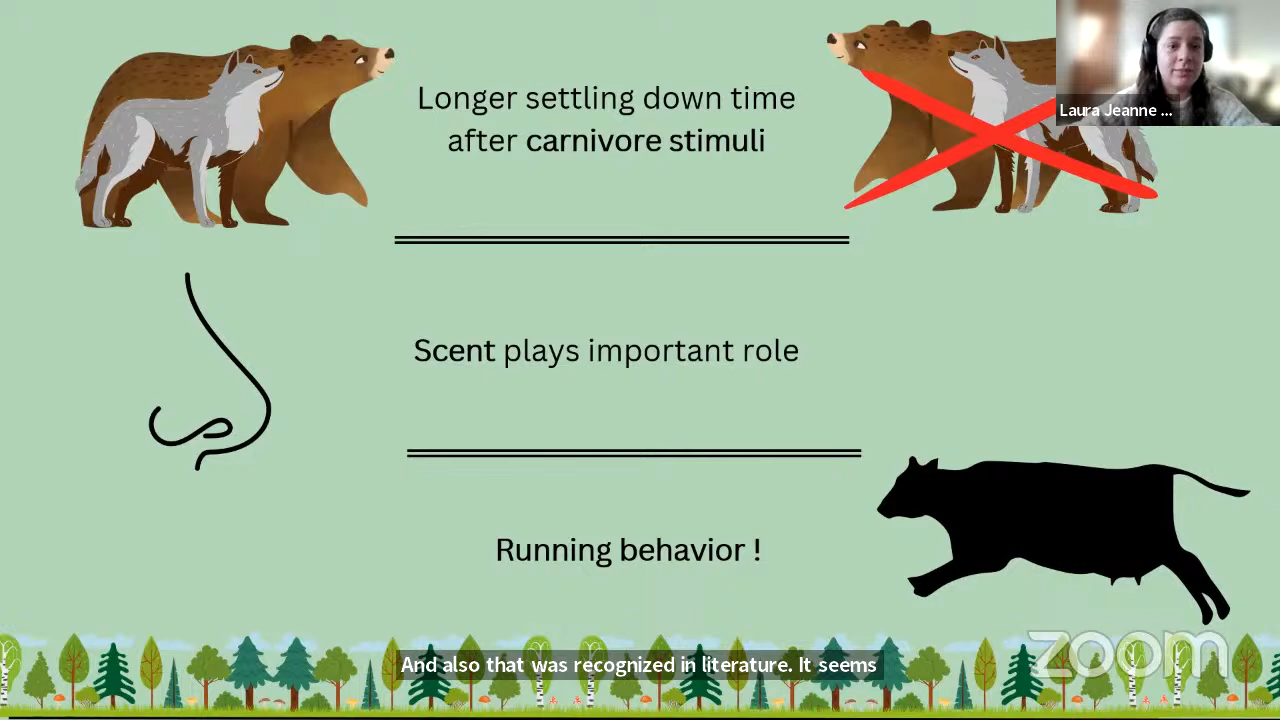 Longer settling down time
after carnivore stimuli
Laura Jeanne ...
Scent plays important role
Running behavior !
zoom
And also that was recognized in literature. It seems